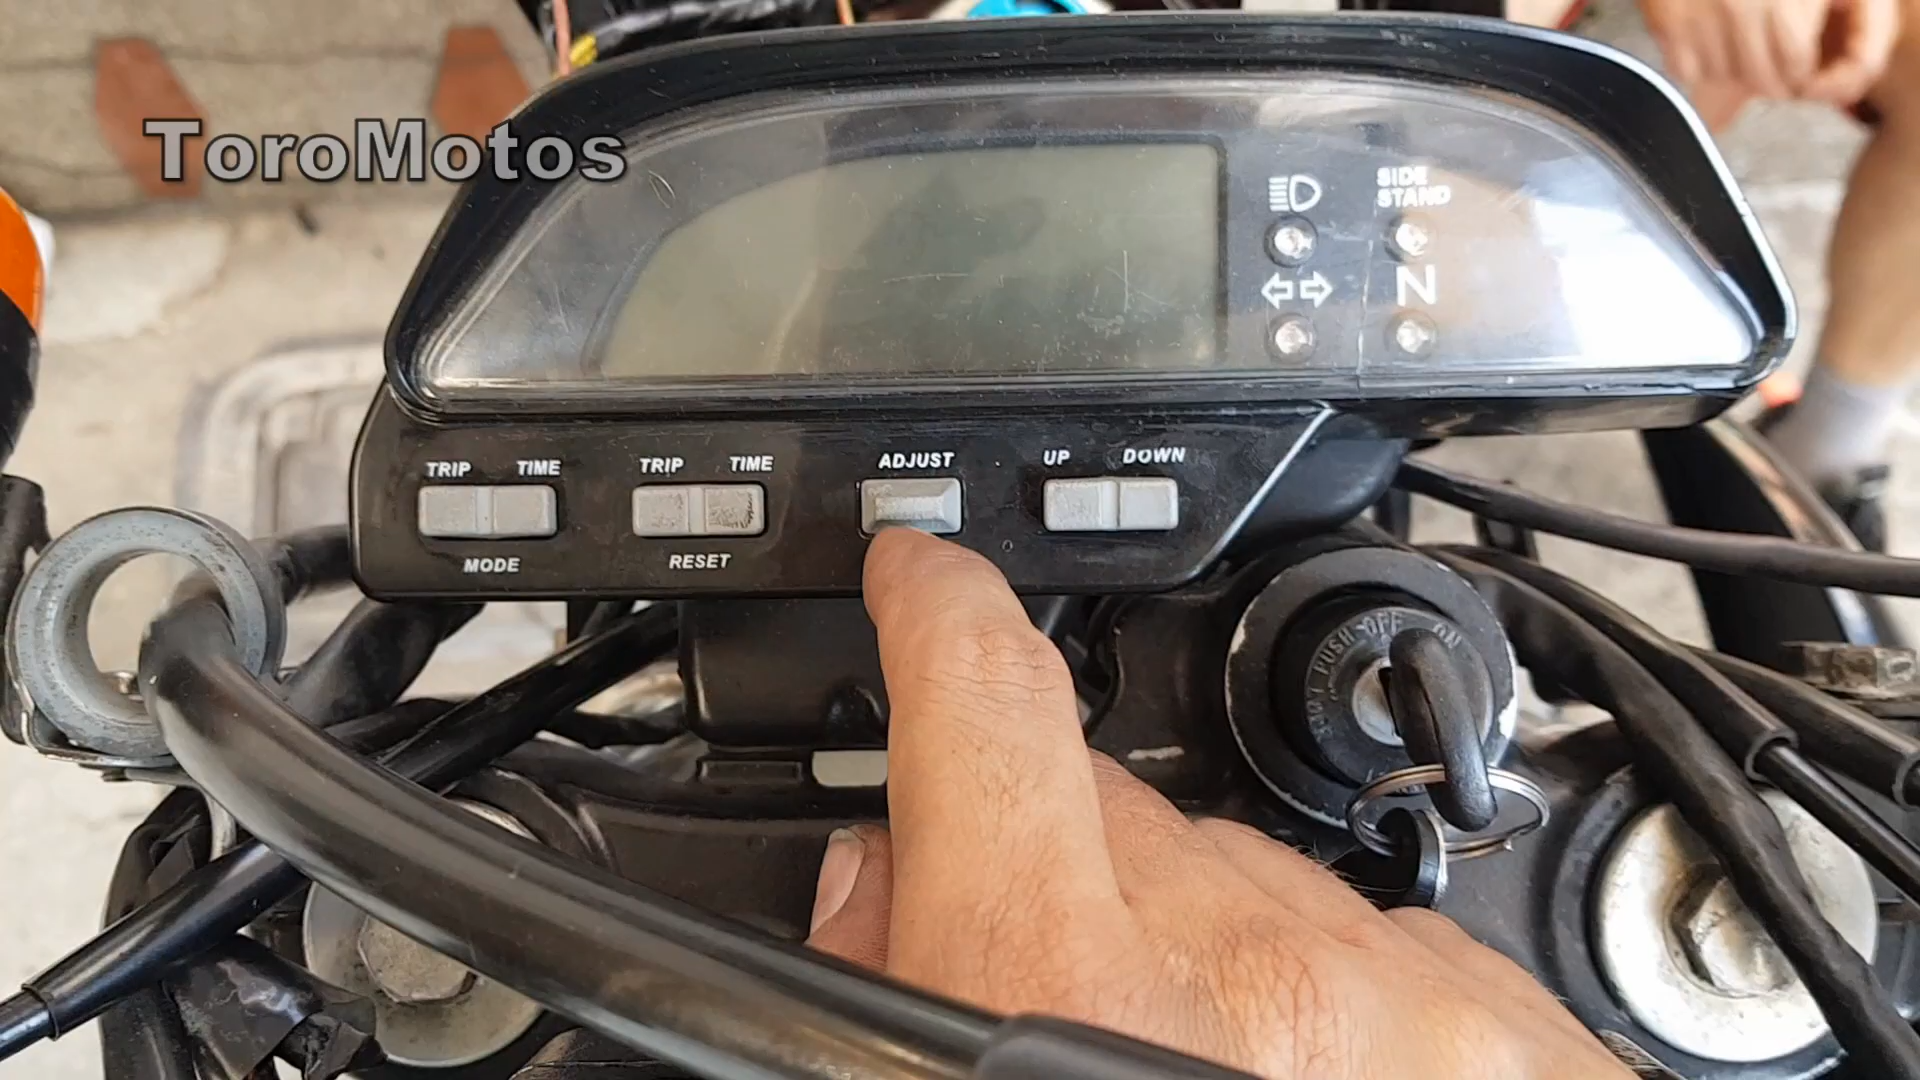 ToroMotos
SIDE
STAND
N
TRIP TIME
TRIP TIME
ADJUST
UP DOWN
MODE
RESET
PUSH OFF ON